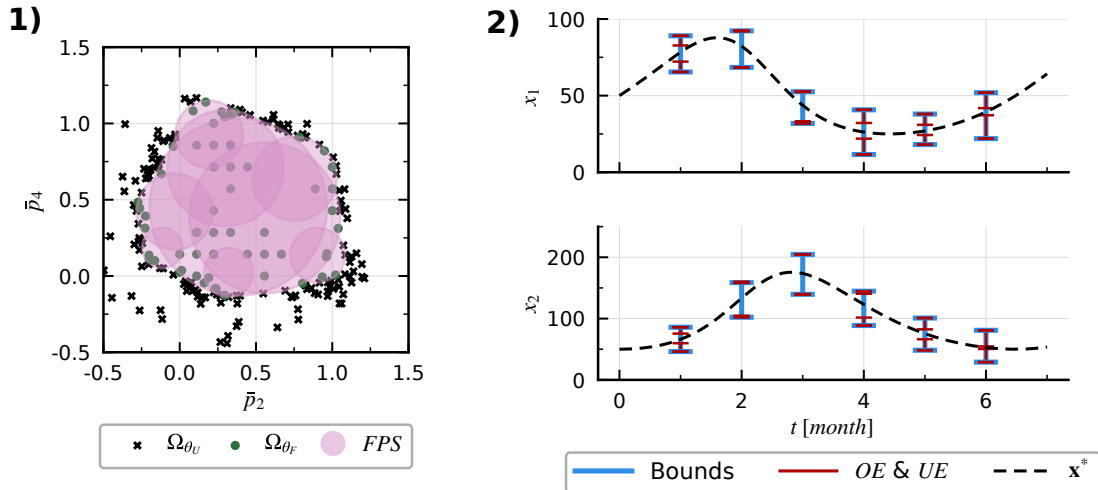 1)
2)
1.5
1.0
0.5
0.0
-0.5
p̄₄
-0.5 0.0 0.5 1.0 1.5
p̄₂
Ω_θ_U Ω_θ_F FPS
100
50
0
x₁
200
100
0
x₂
0 2 4 6
t [month]
Bounds OE & UE x*